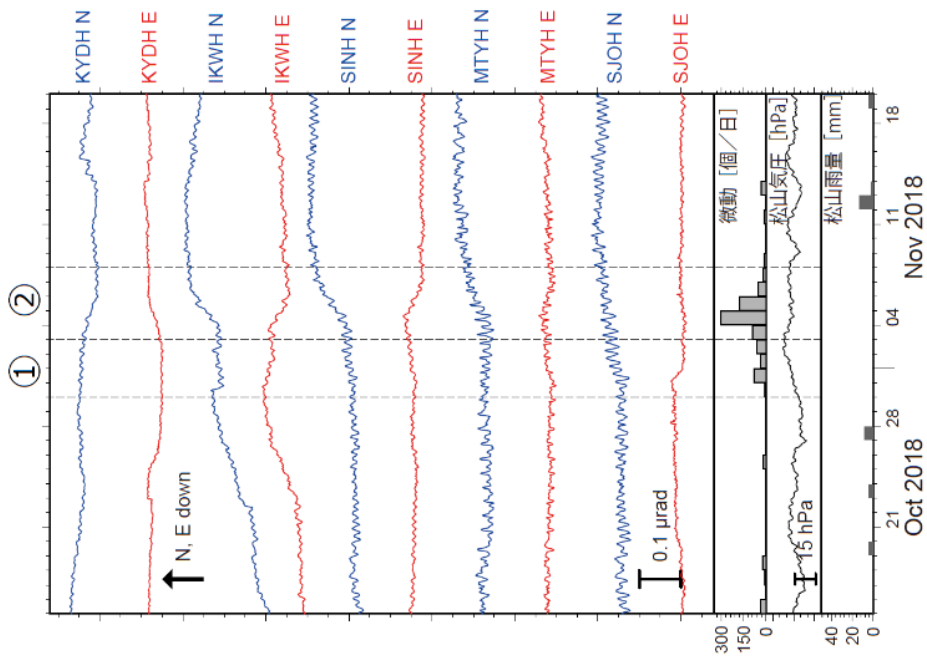 ① ②
KYDH N
KYDH E
IKWH N
IKWH E
SINH N
SINH E
MTYH N
MTYH E
SJOH N
SJOH E
N, E down
0.1 μrad
微動［個／日］
300
150
0
松山気圧［hPa］
15 hPa
松山雨量［mm］
40
20
0
21 28 04 11 18
Oct 2018 Nov 2018